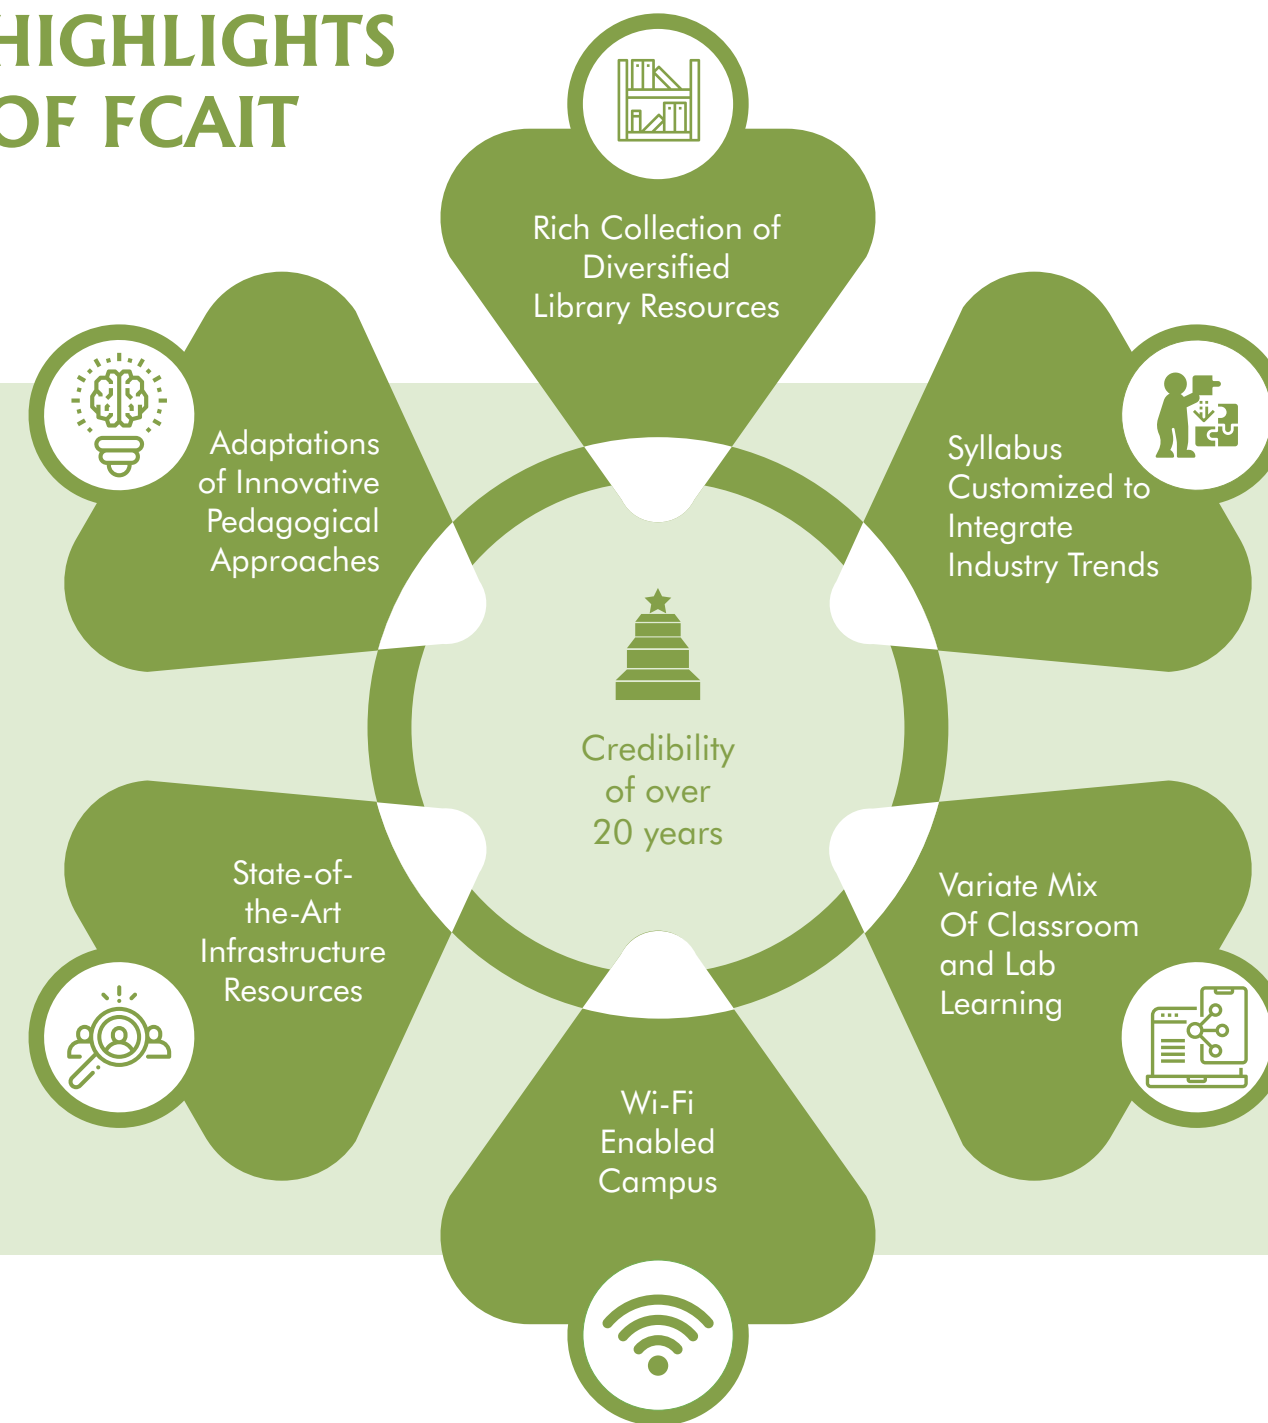 HIGHLIGHTS
OF FCAIT
Rich Collection of
Diversified
Library Resources
Adaptations
of Innovative
Pedagogical
Approaches
Syllabus
Customized to
Integrate
Industry Trends
Credibility
of over
20 years
State-of-
the-Art
Infrastructure
Resources
Variate Mix
Of Classroom
and Lab
Learning
Wi-Fi
Enabled
Campus